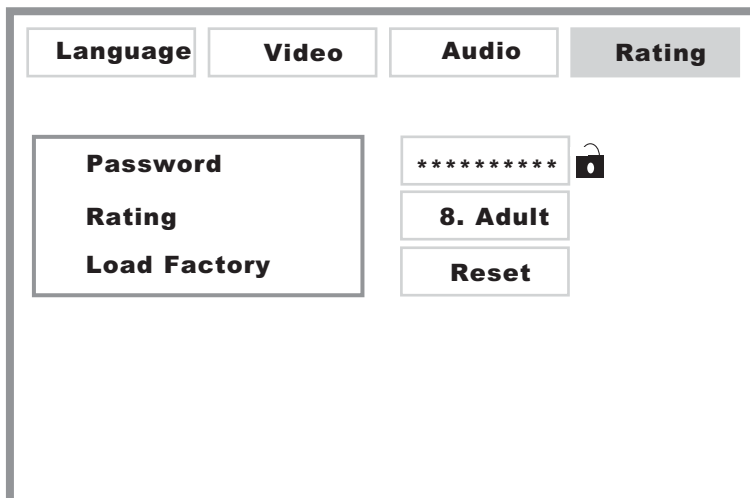 Language Video Audio Rating
Password **********
Rating 8. Adult
Load Factory Reset